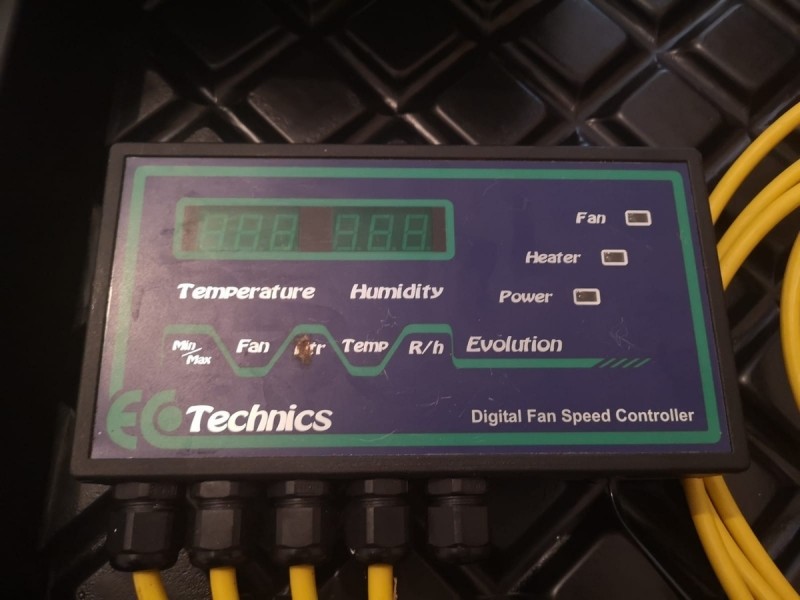 Fan
Heater
Temperature Humidity
Power
Min/Max Fan Temp R/h Evolution
ECOTechnics
Digital Fan Speed Controller